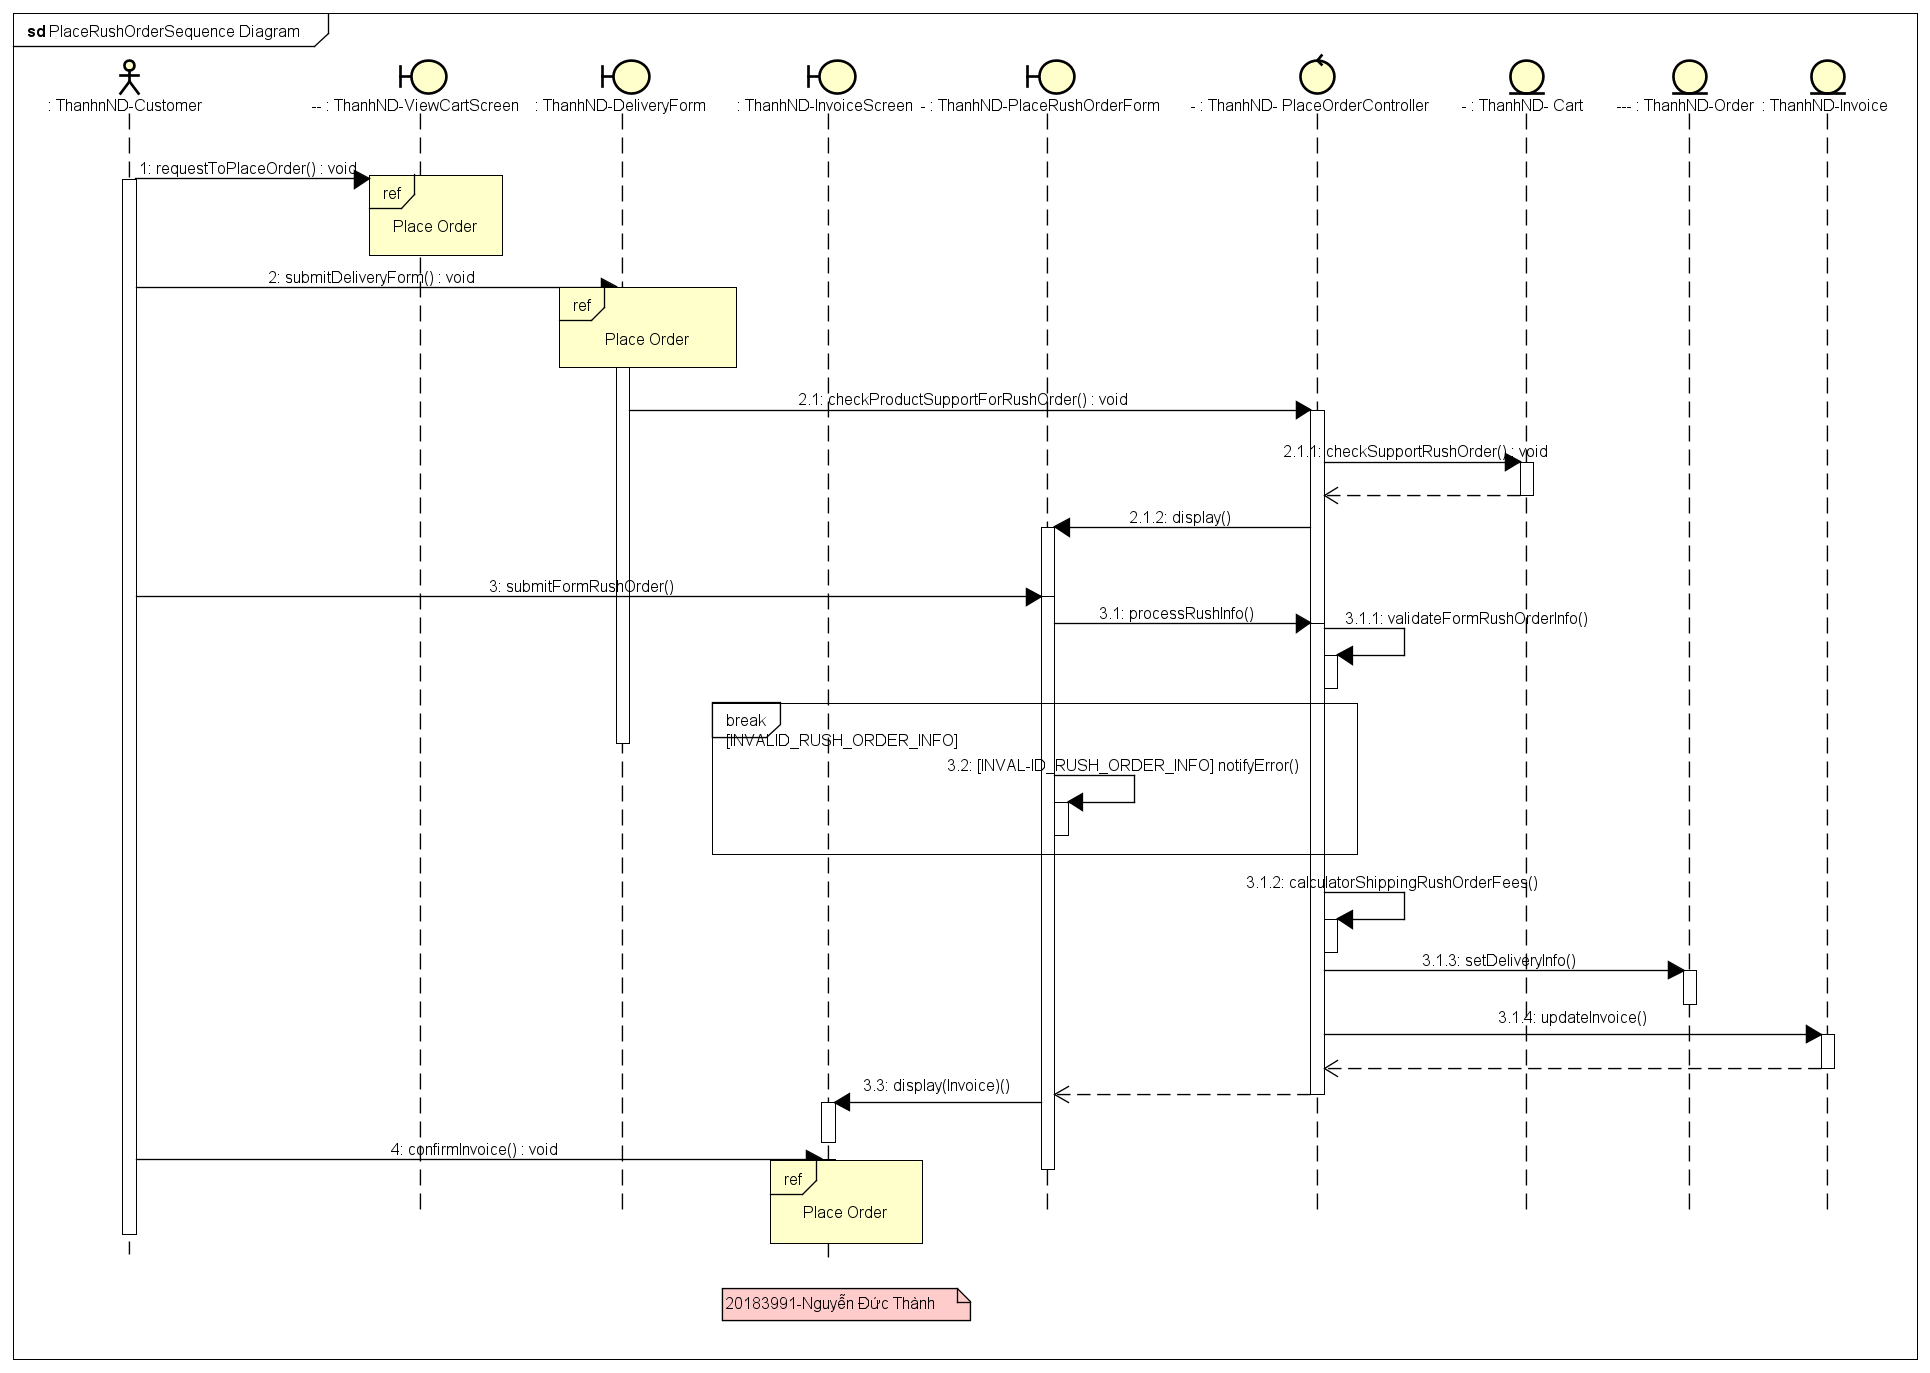 sd PlaceRushOrderSequence Diagram
: ThanhnND-Customer
-- : ThanhND-ViewCartScreen
: ThanhND-DeliveryForm
: ThanhND-InvoiceScreen
- : ThanhND-PlaceRushOrderForm
- : ThanhND- PlaceOrderController
- : ThanhND- Cart
--- : ThanhND-Order
: ThanhND-Invoice
1: requestToPlaceOrder() : void
ref
Place Order
2: submitDeliveryForm() : void
ref
Place Order
2.1: checkProductSupportForRushOrder() : void
2.1.1: checkSupportRushOrder() : void
2.1.2: display()
3: submitFormRushOrder()
3.1: processRushInfo()
3.1.1: validateFormRushOrderInfo()
break
[INVALID_RUSH_ORDER_INFO]
3.2: [INVAL-ID_RUSH_ORDER_INFO] notifyError()
3.1.2: calculatorShippingRushOrderFees()
3.1.3: setDeliveryInfo()
3.1.4: updateInvoice()
3.3: display(Invoice)()
4: confirmInvoice() : void
ref
Place Order
20183991-Nguyễn Đức Thành